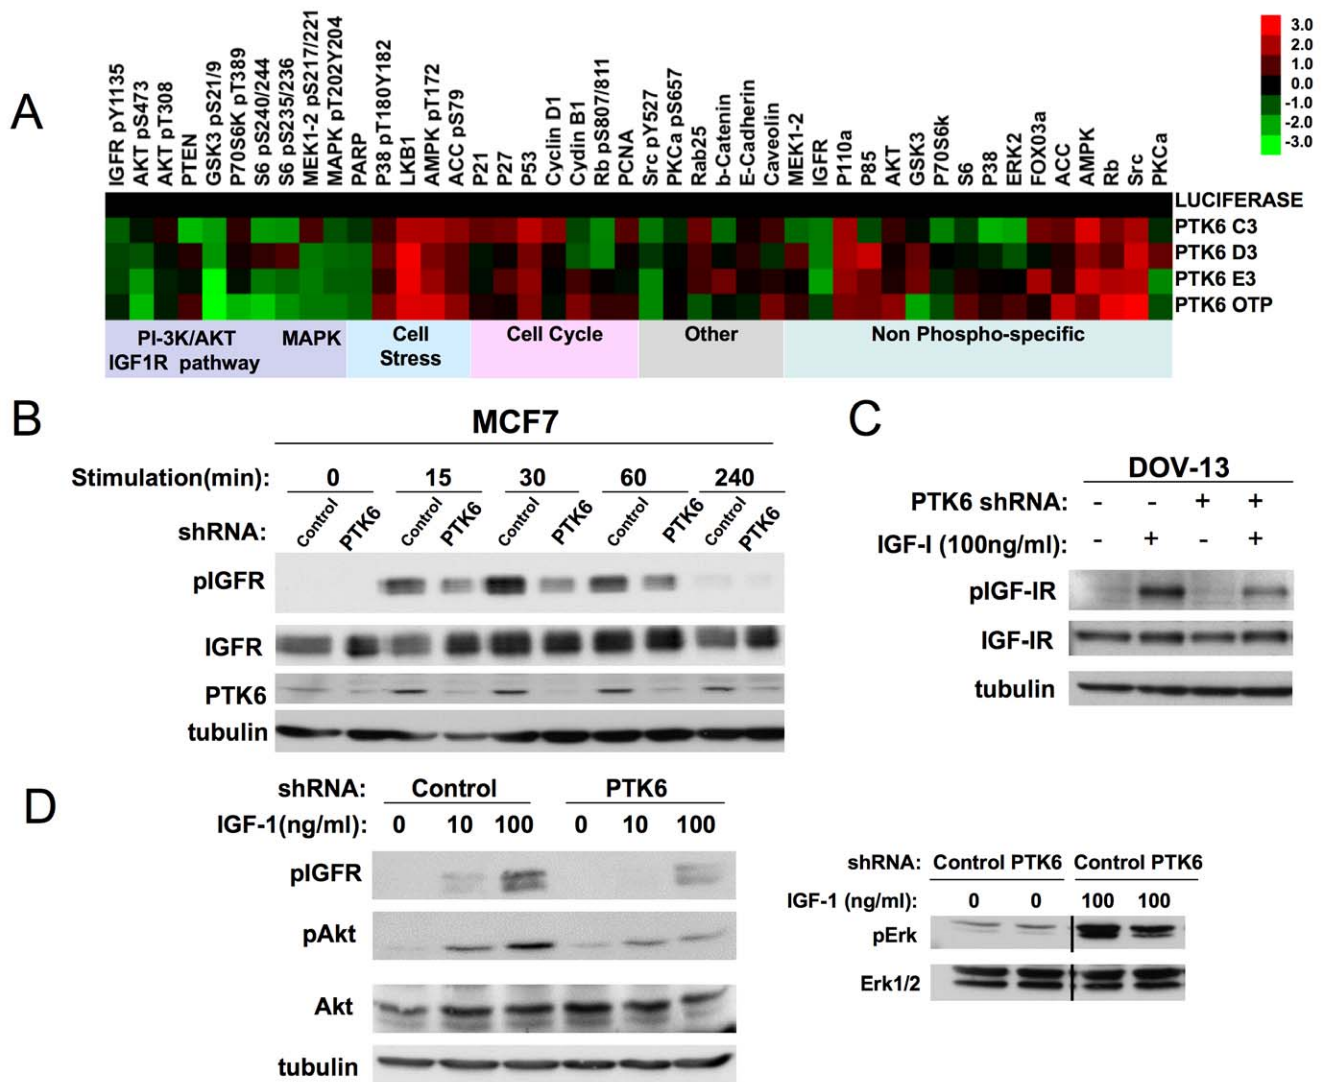 A
IGFR pY1135
AKT pS473
AKT pT308
PTEN
GSK3 pS21/9
P70S6K pT389
S6 pS240/244
S6 pS235/236
MEK1-2 pS217/221
MAPK pT202Y204
PARP
P38 pT180Y182
LKB1
AMPK pT172
ACC pS79
P21
P27
P53
Cyclin D1
Cydin B1
Rb pS807/811
PCNA
Src pY527
PKCa pS657
Rab25
b-Catenin
E-Cadherin
Caveolin
MEK1-2
IGFR
P110a
P85
AKT
GSK3
P70S6k
S6
P38
ERK2
FOX03a
ACC
AMPK
Rb
Src
PKCa
3.0
2.0
1.0
0.0
-1.0
-2.0
-3.0
LUCIFERASE
PTK6 C3
PTK6 D3
PTK6 E3
PTK6 OTP
PI-3K/AKT MAPK
IGF1R pathway
Cell
Stress
Cell Cycle
Other
Non Phospho-specific
B
MCF7
Stimulation(min): 0 15 30 60 240
shRNA: Control PTK6 Control PTK6 Control PTK6 Control PTK6 Control PTK6
pIGFR
IGFR
PTK6
tubulin
C
DOV-13
PTK6 shRNA: - - + +
IGF-I (100ng/ml): - + - +
pIGF-IR
IGF-IR
tubulin
D
shRNA: Control PTK6
IGF-1(ng/ml): 0 10 100 0 10 100
pIGFR
pAkt
Akt
tubulin
shRNA: Control PTK6 Control PTK6
IGF-1 (ng/ml): 0 0 100 100
pErk
Erk1/2